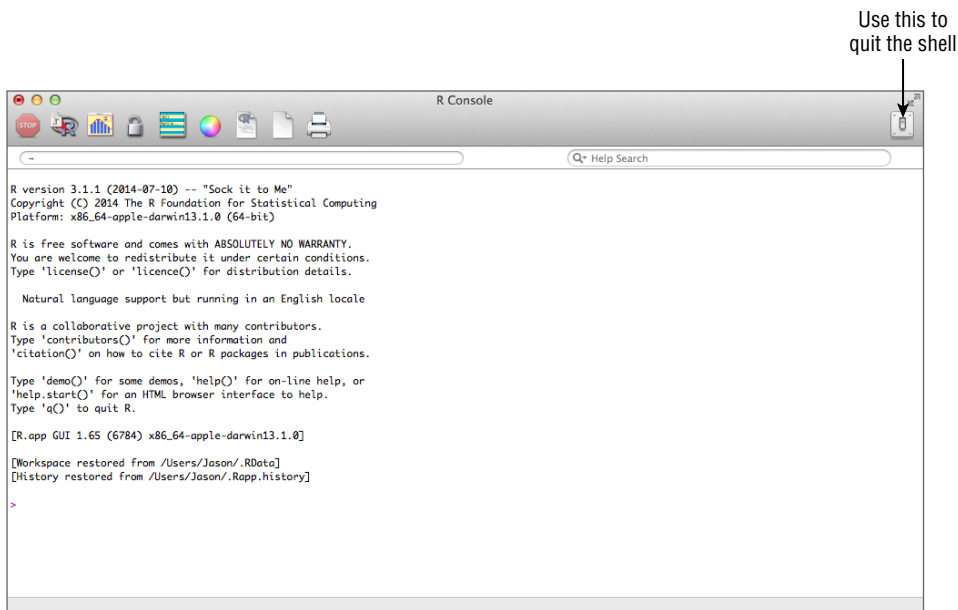 Use this to
quit the shell
R Console
STOP
R
~
Help Search
R version 3.1.1 (2014-07-10) -- "Sock it to Me"
Copyright (C) 2014 The R Foundation for Statistical Computing
Platform: x86_64-apple-darwin13.1.0 (64-bit)
R is free software and comes with ABSOLUTELY NO WARRANTY.
You are welcome to redistribute it under certain conditions.
Type 'license()' or 'licence()' for distribution details.
Natural language support but running in an English locale
R is a collaborative project with many contributors.
Type 'contributors()' for more information and
'citation()' on how to cite R or R packages in publications.
Type 'demo()' for some demos, 'help()' for on-line help, or
'help.start()' for an HTML browser interface to help.
Type 'q()' to quit R.
[R.app GUI 1.65 (6784) x86_64-apple-darwin13.1.0]
[Workspace restored from /Users/Jason/.RData]
[History restored from /Users/Jason/.Rapp.history]
>